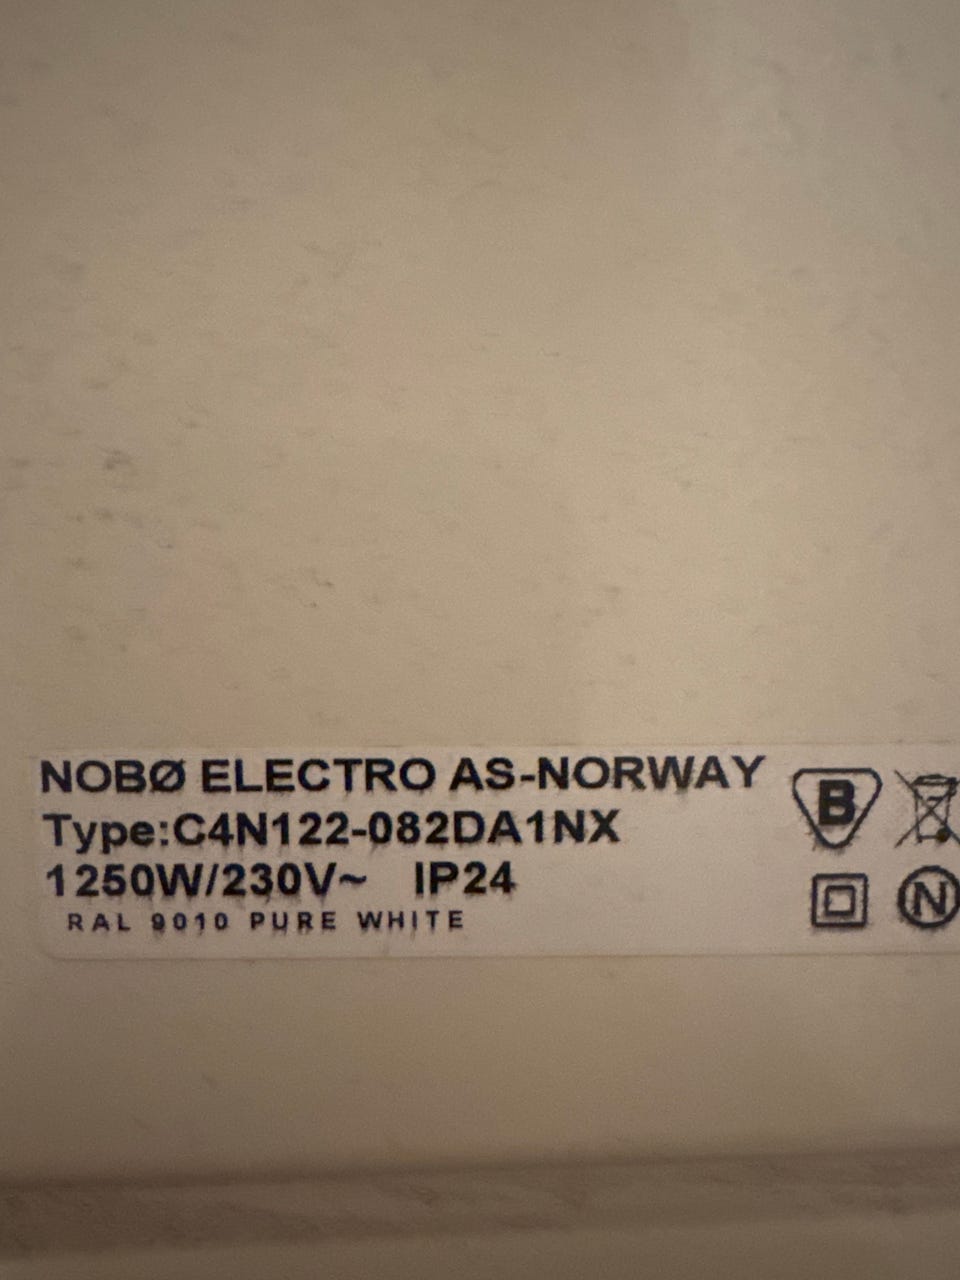 NOBØ ELECTRO AS-NORWAY
Type:C4N122-082DA1NX
1250W/230V~ IP24
RAL 9010 PURE WHITE
B
N